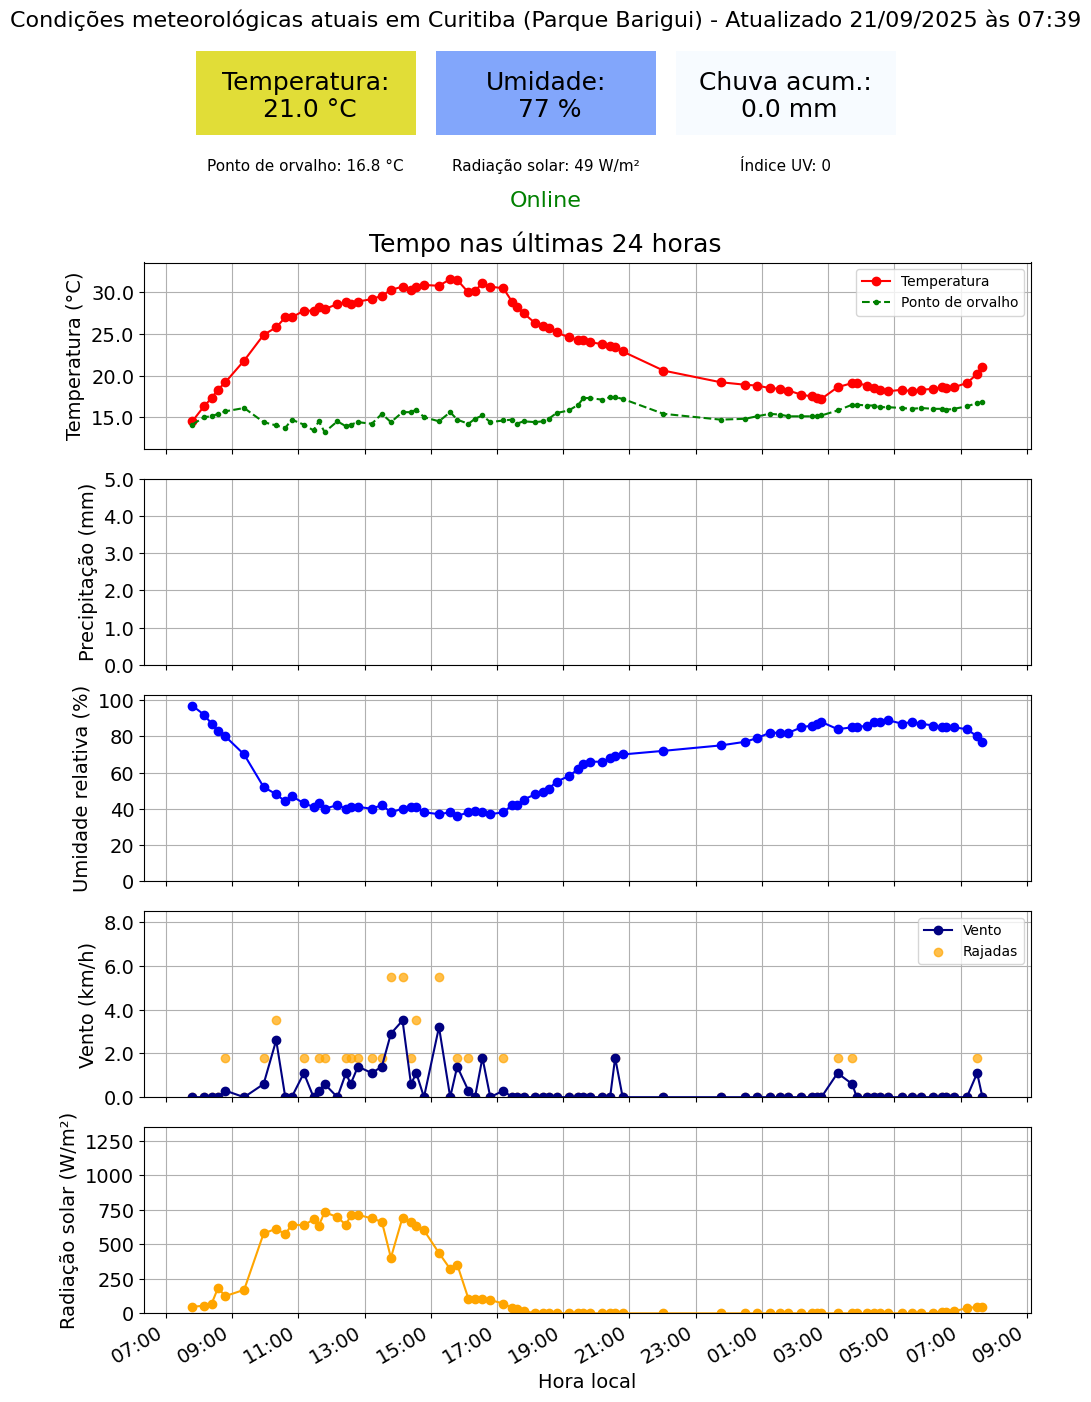 Condições meteorológicas atuais em Curitiba (Parque Barigui) - Atualizado 21/09/2025 às 07:39
Temperatura:
21.0 °C
Umidade:
77 %
Chuva acum.:
0.0 mm
Ponto de orvalho: 16.8 °C
Radiação solar: 49 W/m²
Índice UV: 0
Online
Tempo nas últimas 24 horas
Temperatura (°C)
30.0
25.0
20.0
15.0
Temperatura
Ponto de orvalho
Precipitação (mm)
5.0
4.0
3.0
2.0
1.0
0.0
Umidade relativa (%)
100
80
60
40
20
0
Vento (km/h)
8.0
6.0
4.0
2.0
0.0
Vento
Rajadas
Radiação solar (W/m²)
1250
1000
750
500
250
0
07:00
09:00
11:00
13:00
15:00
17:00
19:00
21:00
23:00
01:00
03:00
05:00
07:00
09:00
Hora local